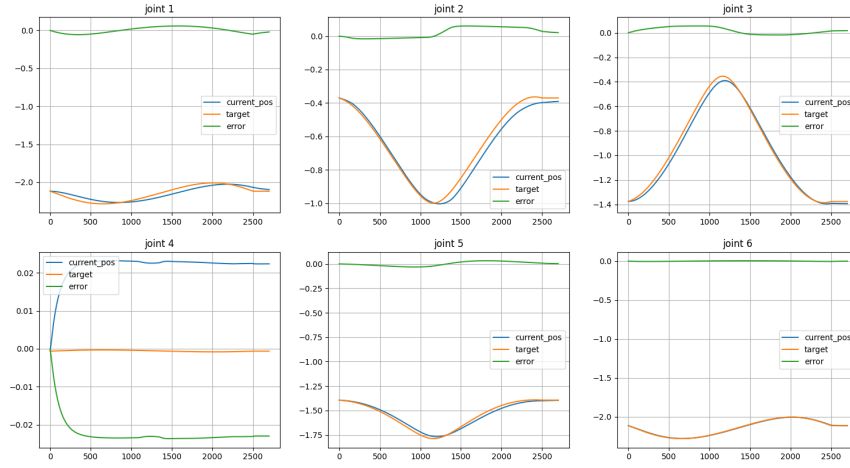 joint 1
0.0
−0.5
−1.0
−1.5
−2.0
current_pos
target
error
0 500 1000 1500 2000 2500
joint 2
0.0
−0.2
−0.4
−0.6
−0.8
−1.0
current_pos
target
error
0 500 1000 1500 2000 2500
joint 3
0.0
−0.2
−0.4
−0.6
−0.8
−1.0
−1.2
−1.4
current_pos
target
error
0 500 1000 1500 2000 2500
joint 4
0.02
0.01
0.00
−0.01
−0.02
current_pos
target
error
0 500 1000 1500 2000 2500
joint 5
0.00
−0.25
−0.50
−0.75
−1.00
−1.25
−1.50
−1.75
current_pos
target
error
0 500 1000 1500 2000 2500
joint 6
0.0
−0.5
−1.0
−1.5
−2.0
current_pos
target
error
0 500 1000 1500 2000 2500